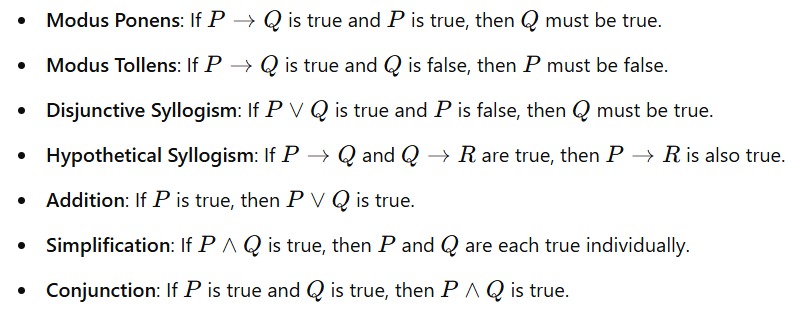 • Modus Ponens: If P → Q is true and P is true, then Q must be true.
• Modus Tollens: If P → Q is true and Q is false, then P must be false.
• Disjunctive Syllogism: If P ∨ Q is true and P is false, then Q must be true.
• Hypothetical Syllogism: If P → Q and Q → R are true, then P → R is also true.
• Addition: If P is true, then P ∨ Q is true.
• Simplification: If P ∧ Q is true, then P and Q are each true individually.
• Conjunction: If P is true and Q is true, then P ∧ Q is true.